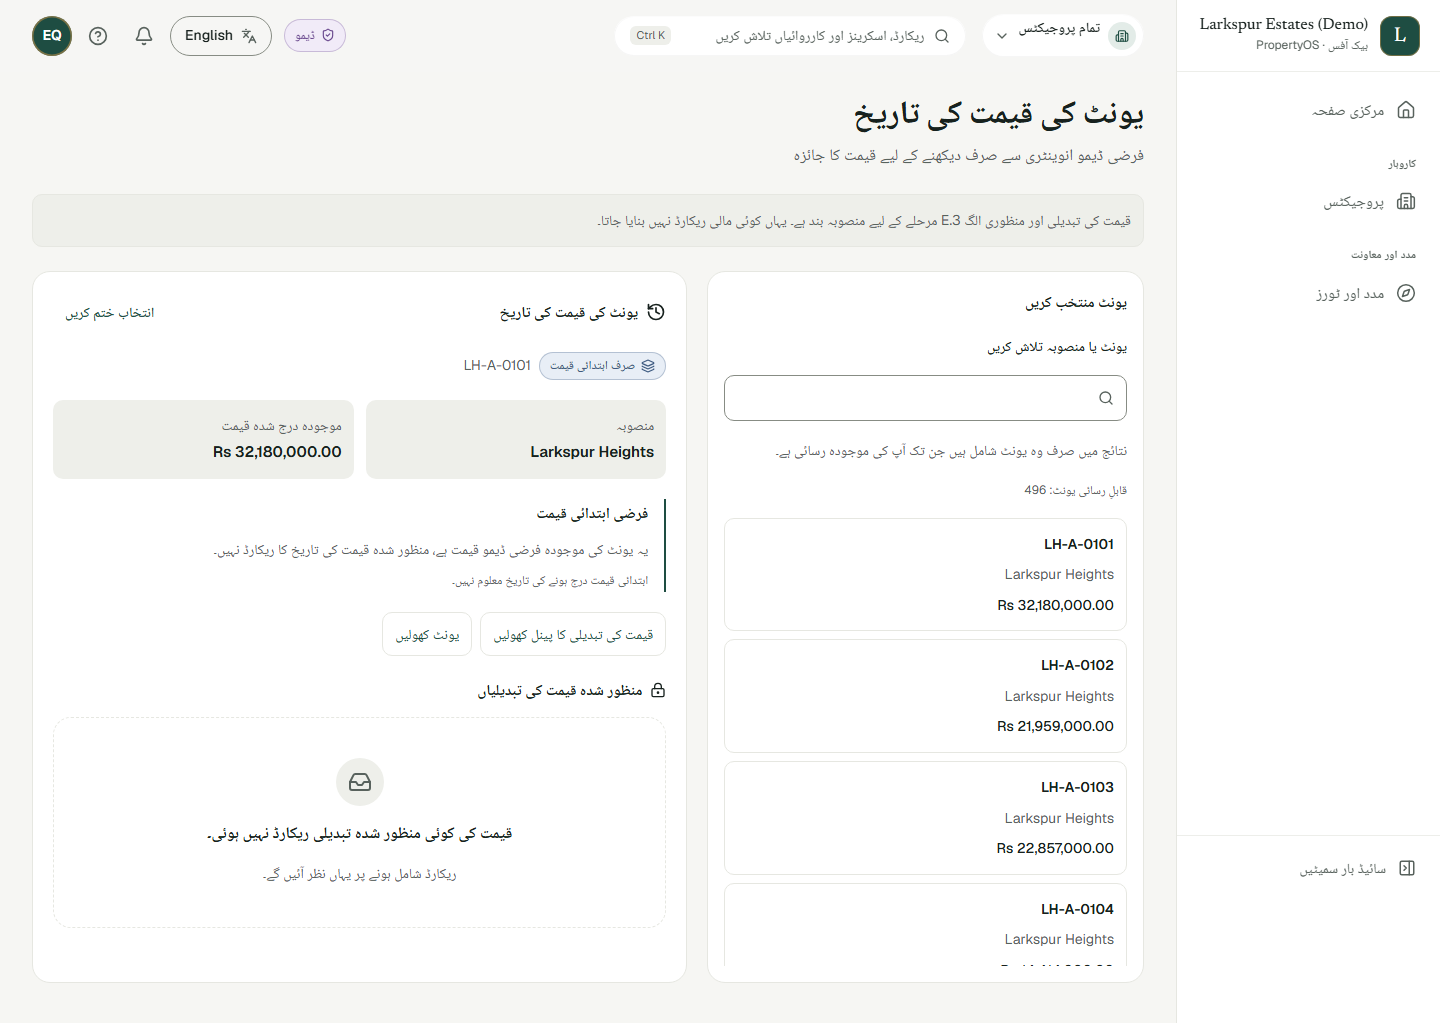 Larkspur Estates (Demo)
بیک آفس · PropertyOS
L
مرکزی صفحہ
کاروبار
پروجیکٹس
مدد اور معاونت
مدد اور ٹورز
سائیڈ بار سمیٹیں
تمام پروجیکٹس
ریکارڈ، اسکرینز اور کارروائیاں تلاش کریں
Ctrl K
ڈیمو
English
EQ
یونٹ کی قیمت کی تاریخ
فرضی ڈیمو انوینٹری سے صرف دیکھنے کے لیے قیمت کا جائزہ
قیمت کی تبدیلی اور منظوری الگ E.3 مرحلے کے لیے منصوبہ بند ہے۔ یہاں کوئی مالی ریکارڈ نہیں بنایا جاتا۔
یونٹ منتخب کریں
یونٹ یا منصوبہ تلاش کریں
نتائج میں صرف وہ یونٹ شامل ہیں جن تک آپ کی موجودہ رسائی ہے۔
قابلِ رسائی یونٹ: 496
LH-A-0101
Larkspur Heights
Rs 32,180,000.00
LH-A-0102
Larkspur Heights
Rs 21,959,000.00
LH-A-0103
Larkspur Heights
Rs 22,857,000.00
LH-A-0104
Larkspur Heights
یونٹ کی قیمت کی تاریخ
انتخاب ختم کریں
صرف ابتدائی قیمت
LH-A-0101
منصوبہ
Larkspur Heights
موجودہ درج شدہ قیمت
Rs 32,180,000.00
فرضی ابتدائی قیمت
یہ یونٹ کی موجودہ فرضی ڈیمو قیمت ہے، منظور شدہ قیمت کی تاریخ کا ریکارڈ نہیں۔
ابتدائی قیمت درج ہونے کی تاریخ معلوم نہیں۔
قیمت کی تبدیلی کا پینل کھولیں
یونٹ کھولیں
منظور شدہ قیمت کی تبدیلیاں
قیمت کی کوئی منظور شدہ تبدیلی ریکارڈ نہیں ہوئی۔
ریکارڈ شامل ہونے پر یہاں نظر آئیں گے۔